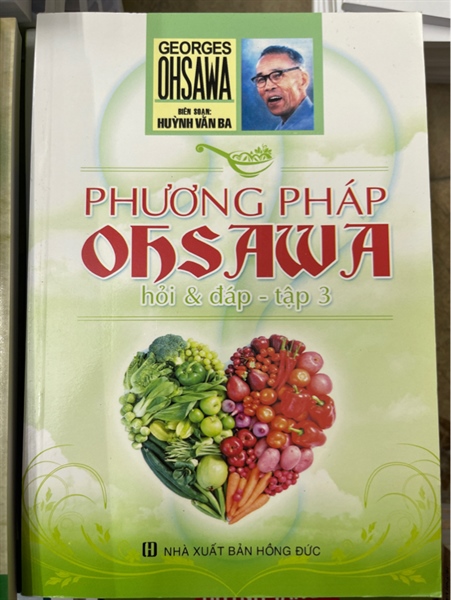 GEORGES
OHSAWA
BIÊN SOẠN:
HUỲNH VĂN BA
PHƯƠNG PHÁP
OHSAWA
hỏi & đáp - tập 3
NHÀ XUẤT BẢN HỒNG ĐỨC